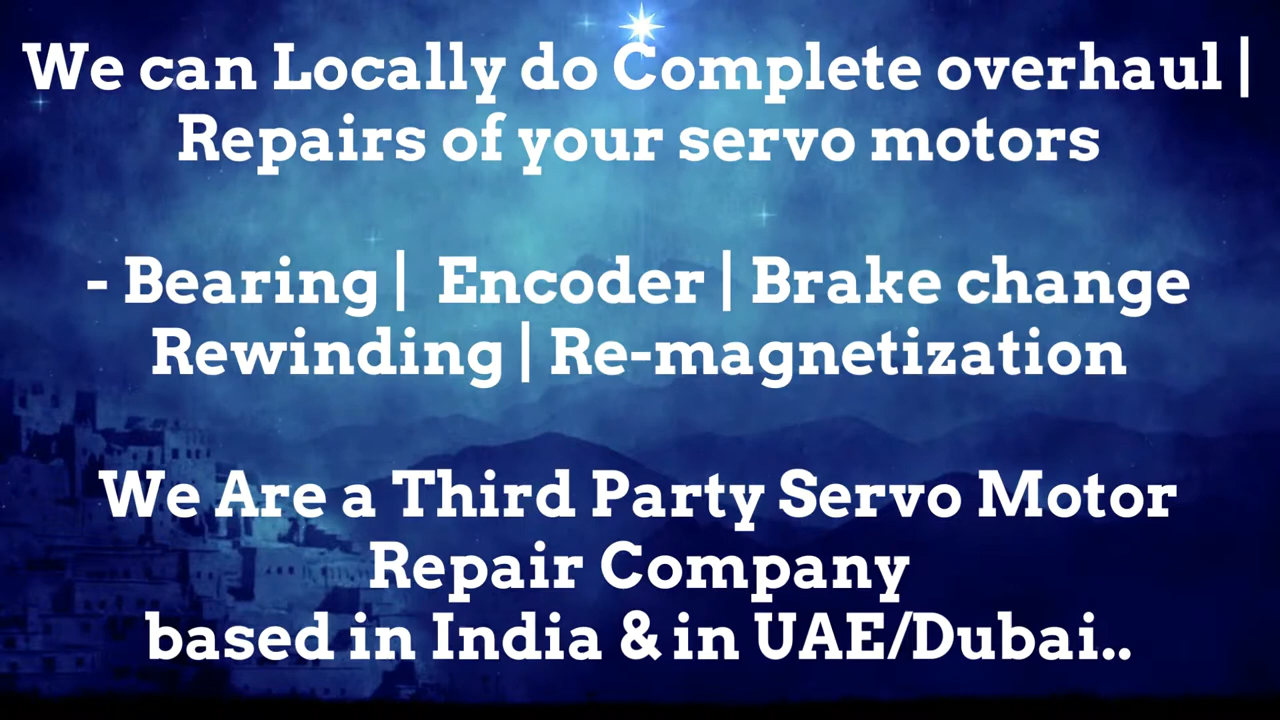 We can Locally do Complete overhaul |
Repairs of your servo motors
- Bearing | Encoder | Brake change
Rewinding | Re-magnetization
We Are a Third Party Servo Motor
Repair Company
based in India & in UAE/Dubai..